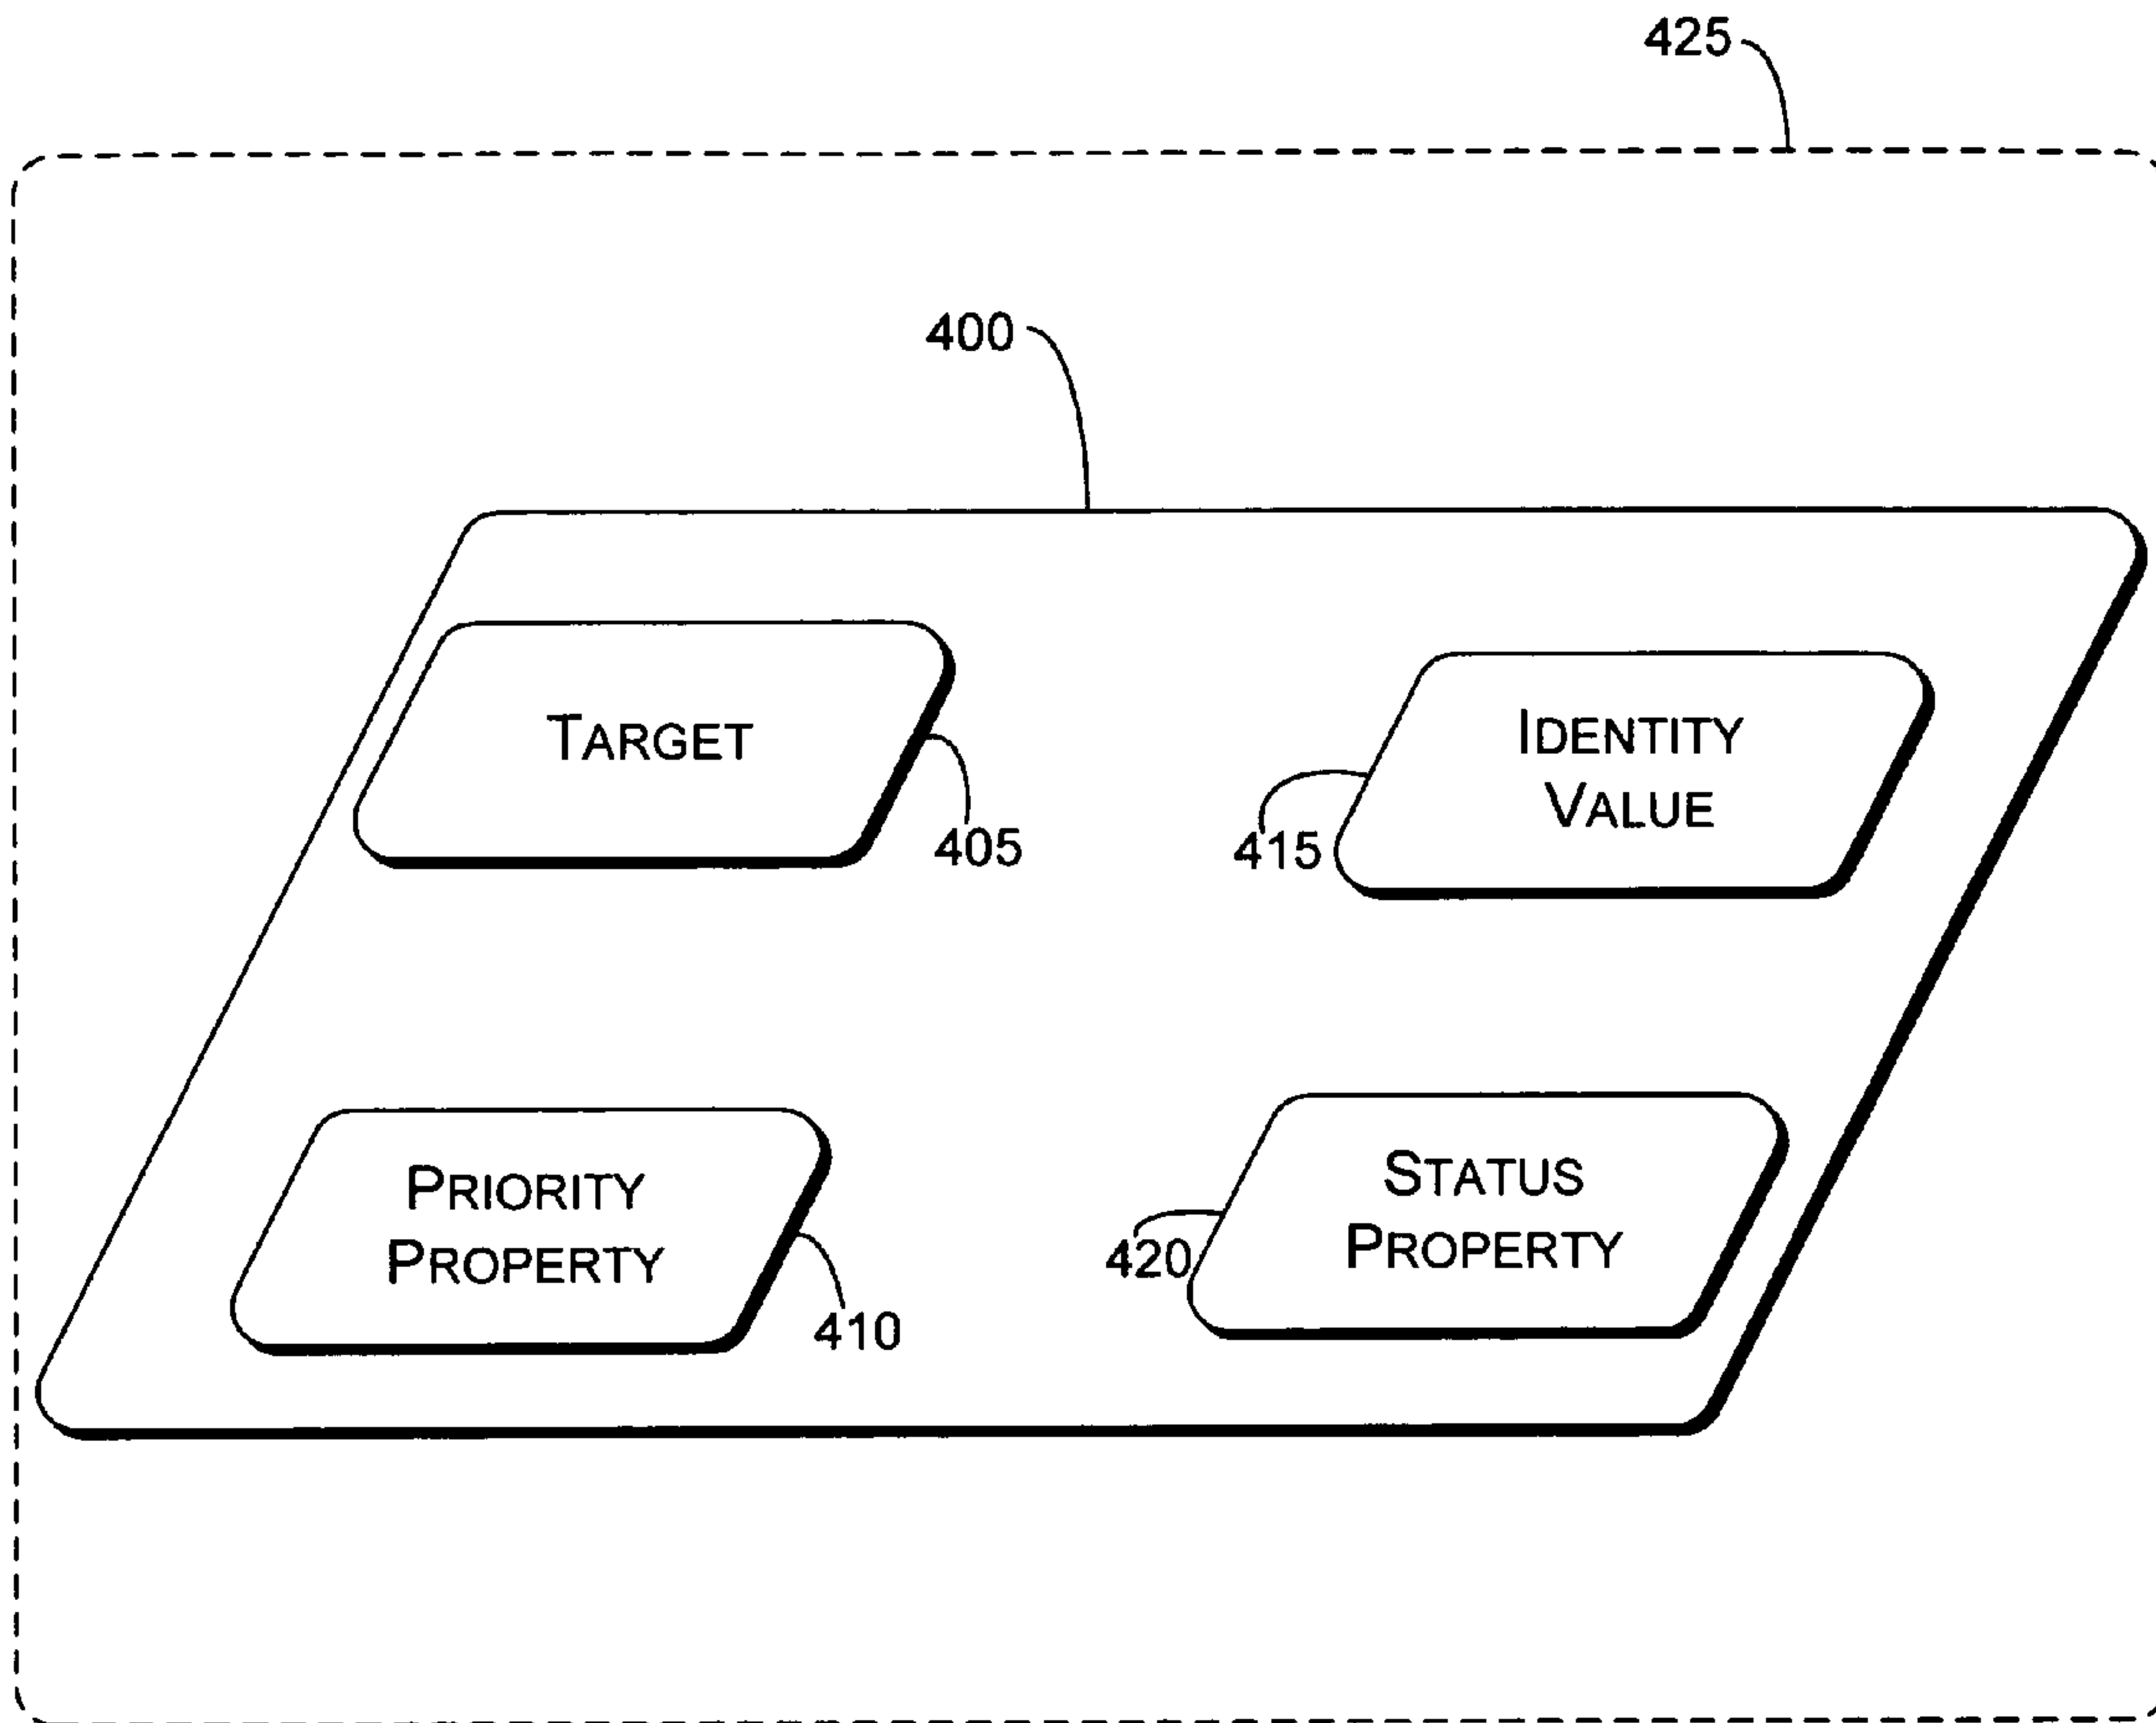 425
400
TARGET
405
IDENTITY
VALUE
415
PRIORITY
PROPERTY
410
STATUS
PROPERTY
420